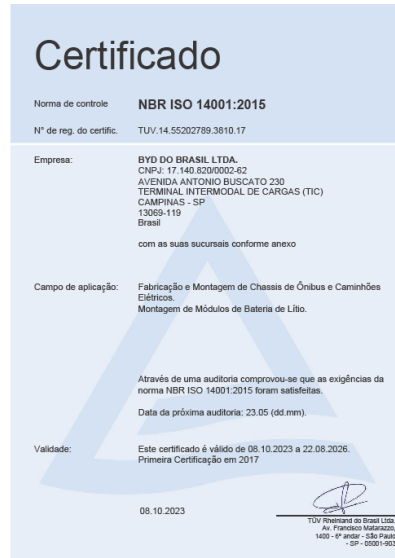 Certificado
Norma de controle NBR ISO 14001:2015
N° de reg. do certific. TUV.14.55202789.3810.17
Empresa: BYD DO BRASIL LTDA.
CNPJ: 17.140.820/0002-62
AVENIDA ANTONIO BUSCATO 230
TERMINAL INTERMODAL DE CARGAS (TIC)
CAMPINAS - SP
13069-119
Brasil
com as suas sucursais conforme anexo
Campo de aplicação: Fabricação e Montagem de Chassis de Ônibus e Caminhões
Elétricos.
Montagem de Módulos de Bateria de Lítio.
Através de uma auditoria comprovou-se que as exigências da
norma NBR ISO 14001:2015 foram satisfeitas.
Data da próxima auditoria: 23.05 (dd.mm).
Validade: Este certificado é válido de 08.10.2023 a 22.08.2026.
Primeira Certificação em 2017
08.10.2023
TÜV Rheinland do Brasil Ltda.
Av. Francisco Matarazzo,
1400 - 6° andar - São Paulo
- SP - 05001-903